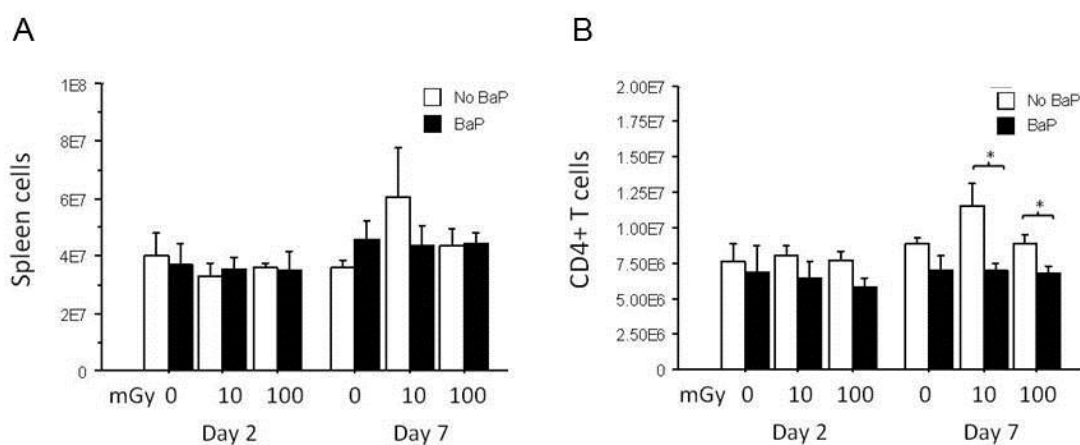 A
1E8
8E7
6E7
4E7
2E7
0
Spleen cells
No BaP
BaP
mGy 0 10 100 0 10 100
Day 2 Day 7
B
2.00E7
1.75E7
1.50E7
1.25E7
1.00E7
7.50E6
5.00E6
2.50E6
0
CD4+ T cells
No BaP
BaP
*
*
mGy 0 10 100 0 10 100
Day 2 Day 7